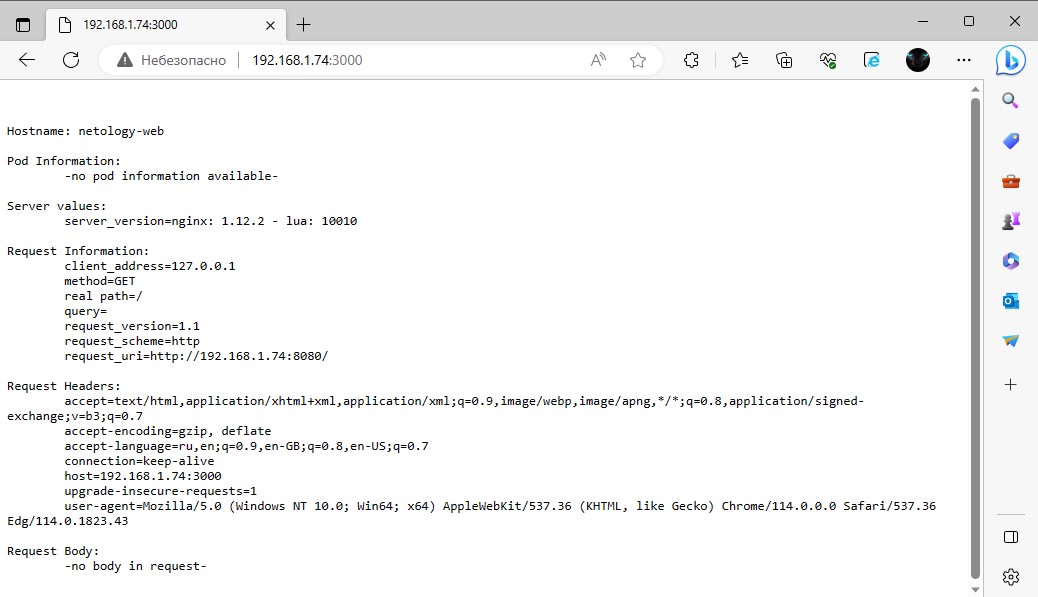 192.168.1.74:3000
Небезопасно 192.168.1.74:3000
Hostname: netology-web
Pod Information:
-no pod information available-
Server values:
server_version=nginx: 1.12.2 - lua: 10010
Request Information:
client_address=127.0.0.1
method=GET
real path=/
query=
request_version=1.1
request_scheme=http
request_uri=http://192.168.1.74:8080/
Request Headers:
accept=text/html,application/xhtml+xml,application/xml;q=0.9,image/webp,image/apng,*/*;q=0.8,application/signed-
exchange;v=b3;q=0.7
accept-encoding=gzip, deflate
accept-language=ru,en;q=0.9,en-GB;q=0.8,en-US;q=0.7
connection=keep-alive
host=192.168.1.74:3000
upgrade-insecure-requests=1
user-agent=Mozilla/5.0 (Windows NT 10.0; Win64; x64) AppleWebKit/537.36 (KHTML, like Gecko) Chrome/114.0.0.0 Safari/537.36
Edg/114.0.1823.43
Request Body:
-no body in request-